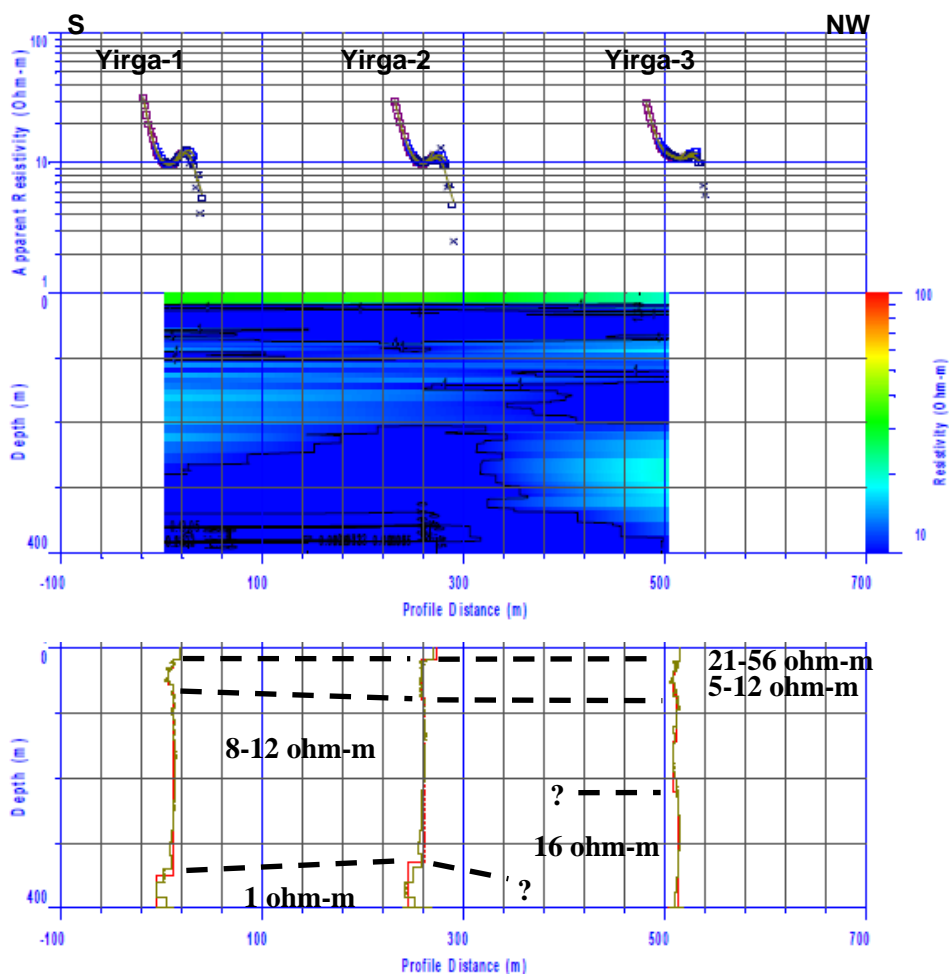 S NW
Yirga-1 Yirga-2 Yirga-3
100
10
1
Apparent Resistivity (Ohm-m)
0
400
Depth (m)
-100 100 300 500 700
Profile Distance (m)
100
10
Resistivity (Ohm-m)
0
400
Depth (m)
21-56 ohm-m
5-12 ohm-m
8-12 ohm-m
?
16 ohm-m
1 ohm-m
?
-100 100 300 500 700
Profile Distance (m)